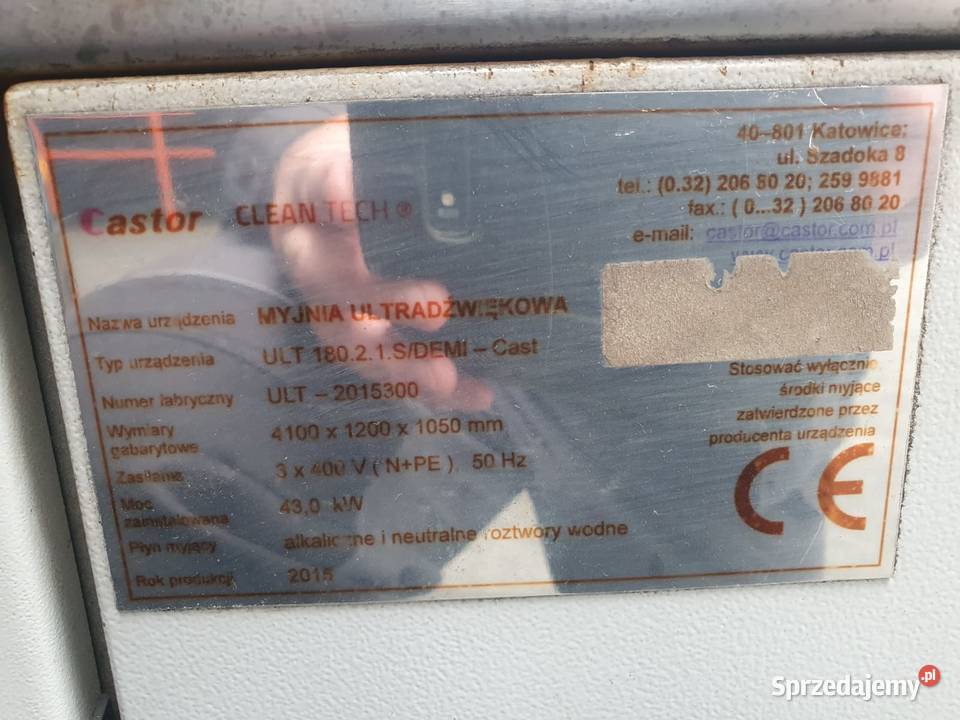 40-801 Katowice;
ul. Szadoka 8
tel.: (0.32) 206 80 20; 259 9881
fax.: ( 0...32 ) 206 80 20
e-mail: castor@castor.com.pl
www.castor.com.pl
Castor CLEAN TECH ®
Nazwa urządzenia MYJNIA ULTRADŹWIĘKOWA
Typ urządzenia ULT 180.2.1.S/DEMI – Cast
Numer fabryczny ULT – 2015300
Wymiary gabarytowe 4100 x 1200 x 1050 mm
Zasilanie 3 x 400 V ( N+PE ), 50 Hz
Moc zainstalowana 43,0 kW
Płyn myjący alkaliczne i neutralne roztwory wodne
Rok produkcji 2015
Stosować wyłącznie
środki myjące
zatwierdzone przez
producenta urządzenia
CE
Sprzedajemy.pl